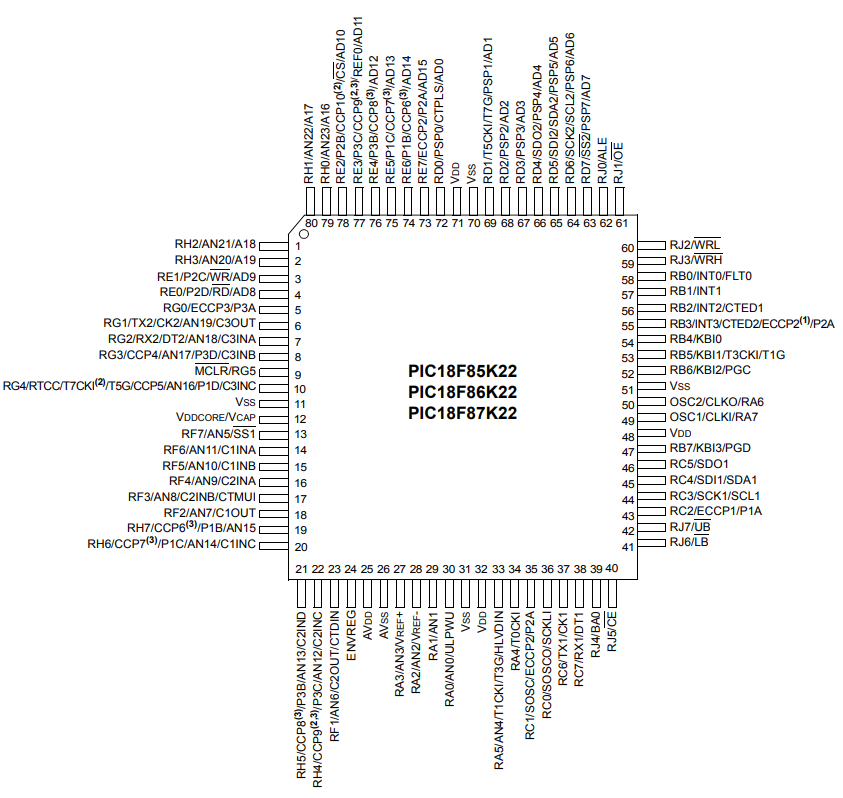 RH1/AN22/A17
RH0/AN23/A16
RE2/P2B/CCP10(2)/CS/AD10
RE3/P3C/CCP9(2,3)/REF0/AD11
RE4/P3B/CCP8(3)/AD12
RE5/P1C/CCP7(3)/AD13
RE6/P1B/CCP6(3)/AD14
RE7/ECCP2/P2A/AD15
RD0/PSP0/CTPLS/AD0
VDD
VSS
RD1/T5CKI/T7G/PSP1/AD1
RD2/PSP2/AD2
RD3/PSP3/AD3
RD4/SDO2/PSP4/AD4
RD5/SDI2/SDA2/PSP5/AD5
RD6/SCK2/SCL2/PSP6/AD6
RD7/SS2/PSP7/AD7
RJ0/ALE
RJ1/OE
80 79 78 77 76 75 74 73 72 71 70 69 68 67 66 65 64 63 62 61
RH2/AN21/A18 1
RH3/AN20/A19 2
RE1/P2C/WR/AD9 3
RE0/P2D/RD/AD8 4
RG0/ECCP3/P3A 5
RG1/TX2/CK2/AN19/C3OUT 6
RG2/RX2/DT2/AN18/C3INA 7
RG3/CCP4/AN17/P3D/C3INB 8
MCLR/RG5 9
RG4/RTCC/T7CKI(2)/T5G/CCP5/AN16/P1D/C3INC 10
VSS 11
VDDCORE/VCAP 12
RF7/AN5/SS1 13
RF6/AN11/C1INA 14
RF5/AN10/C1INB 15
RF4/AN9/C2INA 16
RF3/AN8/C2INB/CTMUI 17
RF2/AN7/C1OUT 18
RH7/CCP6(3)/P1B/AN15 19
RH6/CCP7(3)/P1C/AN14/C1INC 20
PIC18F85K22
PIC18F86K22
PIC18F87K22
60 RJ2/WRL
59 RJ3/WRH
58 RB0/INT0/FLT0
57 RB1/INT1
56 RB2/INT2/CTED1
55 RB3/INT3/CTED2/ECCP2(1)/P2A
54 RB4/KBI0
53 RB5/KBI1/T3CKI/T1G
52 RB6/KBI2/PGC
51 VSS
50 OSC2/CLKO/RA6
49 OSC1/CLKI/RA7
48 VDD
47 RB7/KBI3/PGD
46 RC5/SDO1
45 RC4/SDI1/SDA1
44 RC3/SCK1/SCL1
43 RC2/ECCP1/P1A
42 RJ7/UB
41 RJ6/LB
21 22 23 24 25 26 27 28 29 30 31 32 33 34 35 36 37 38 39 40
RH5/CCP8(3)/P3B/AN13/C2IND
RH4/CCP9(2,3)/P3C/AN12/C2INC
RF1/AN6/C2OUT/CTDIN
ENVREG
AVDD
AVSS
RA3/AN3/VREF+
RA2/AN2/VREF-
RA1/AN1
RA0/AN0/ULPWU
VSS
VDD
RA5/AN4/T1CKI/T3G/HLVDIN
RA4/T0CKI
RC1/SOSC/ECCP2/P2A
RC0/SOSCO/SCKLI
RC6/TX1/CK1
RC7/RX1/DT1
RJ4/BA0
RJ5/CE